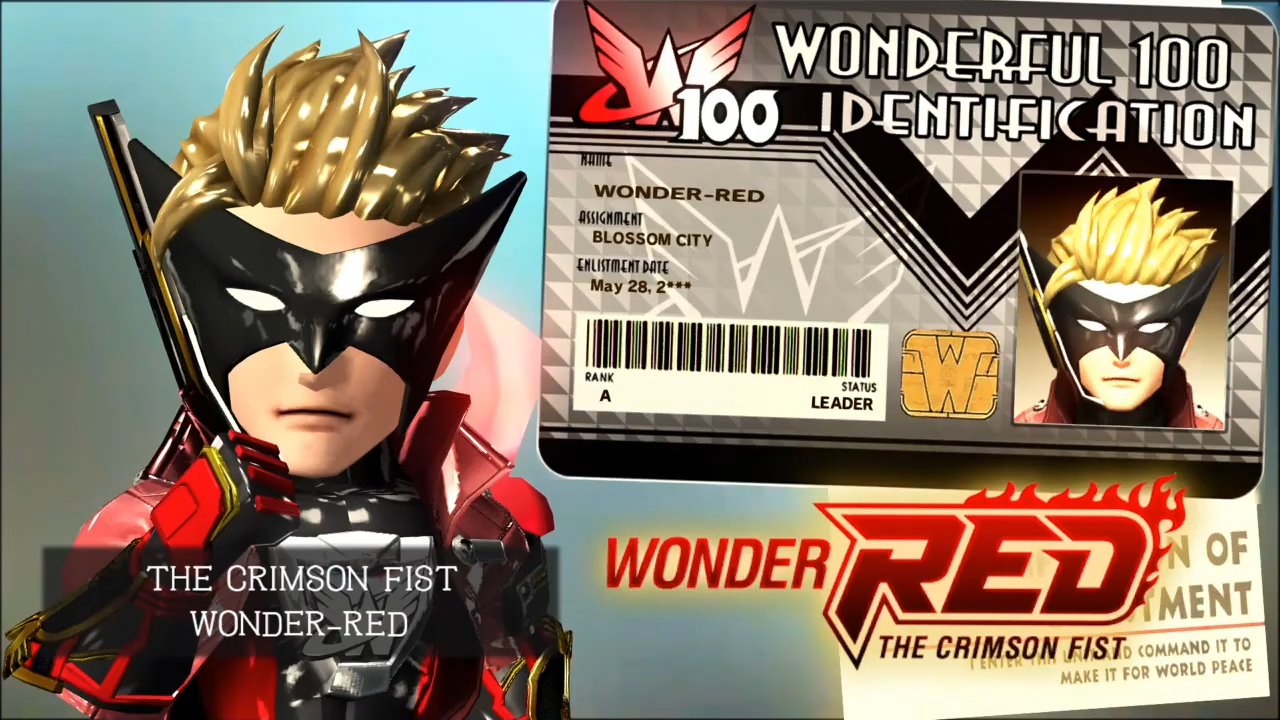 W
100
WONDERFUL 100
IDENTIFICATION
NAME
WONDER-RED
ASSIGNMENT
BLOSSOM CITY
ENLISTMENT DATE
May 28, 2***
RANK
A
STATUS
LEADER
W
THE CRIMSON FIST
WONDER-RED
WONDER RED
THE CRIMSON FIST
N OF
TMENT
COMMAND IT TO
MAKE IT FOR WORLD PEACE